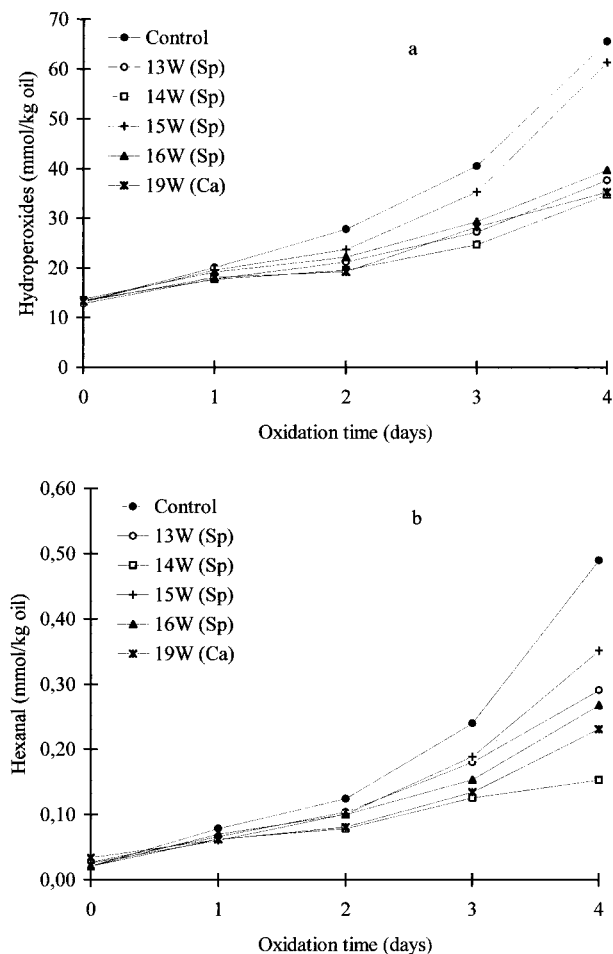 70
60
50
40
30
20
10
0
Hydroperoxides (mmol/kg oil)
a
Control
13W (Sp)
14W (Sp)
15W (Sp)
16W (Sp)
19W (Ca)
0 1 2 3 4
Oxidation time (days)
0,60
0,50
0,40
0,30
0,20
0,10
0,00
Hexanal (mmol/kg oil)
b
Control
13W (Sp)
14W (Sp)
15W (Sp)
16W (Sp)
19W (Ca)
0 1 2 3 4
Oxidation time (days)